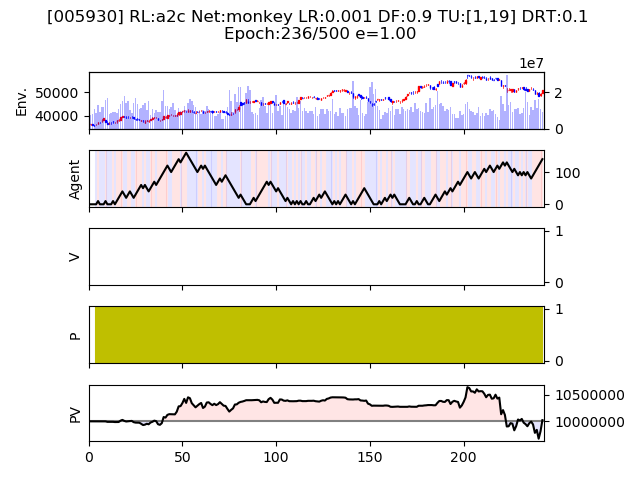 [005930] RL:a2c Net:monkey LR:0.001 DF:0.9 TU:[1,19] DRT:0.1
Epoch:236/500 e=1.00
1e7
Env.
50000
40000
2
0
Agent
100
0
V
1
0
P
1
0
PV
10500000
10000000
0
50
100
150
200